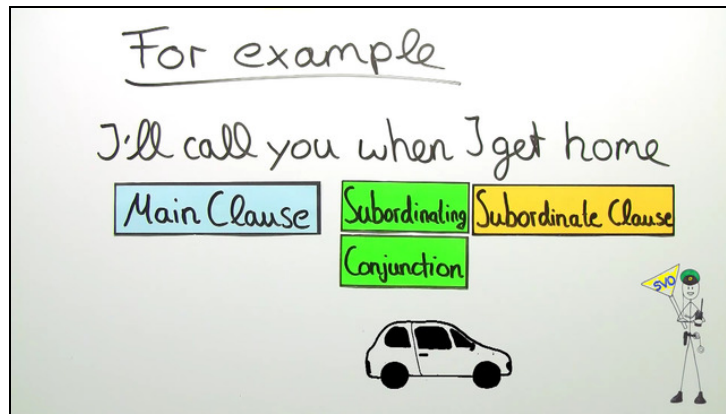 For example
I'll call you when I get home
Main Clause Subordinating Subordinate Clause
Conjunction
SVO